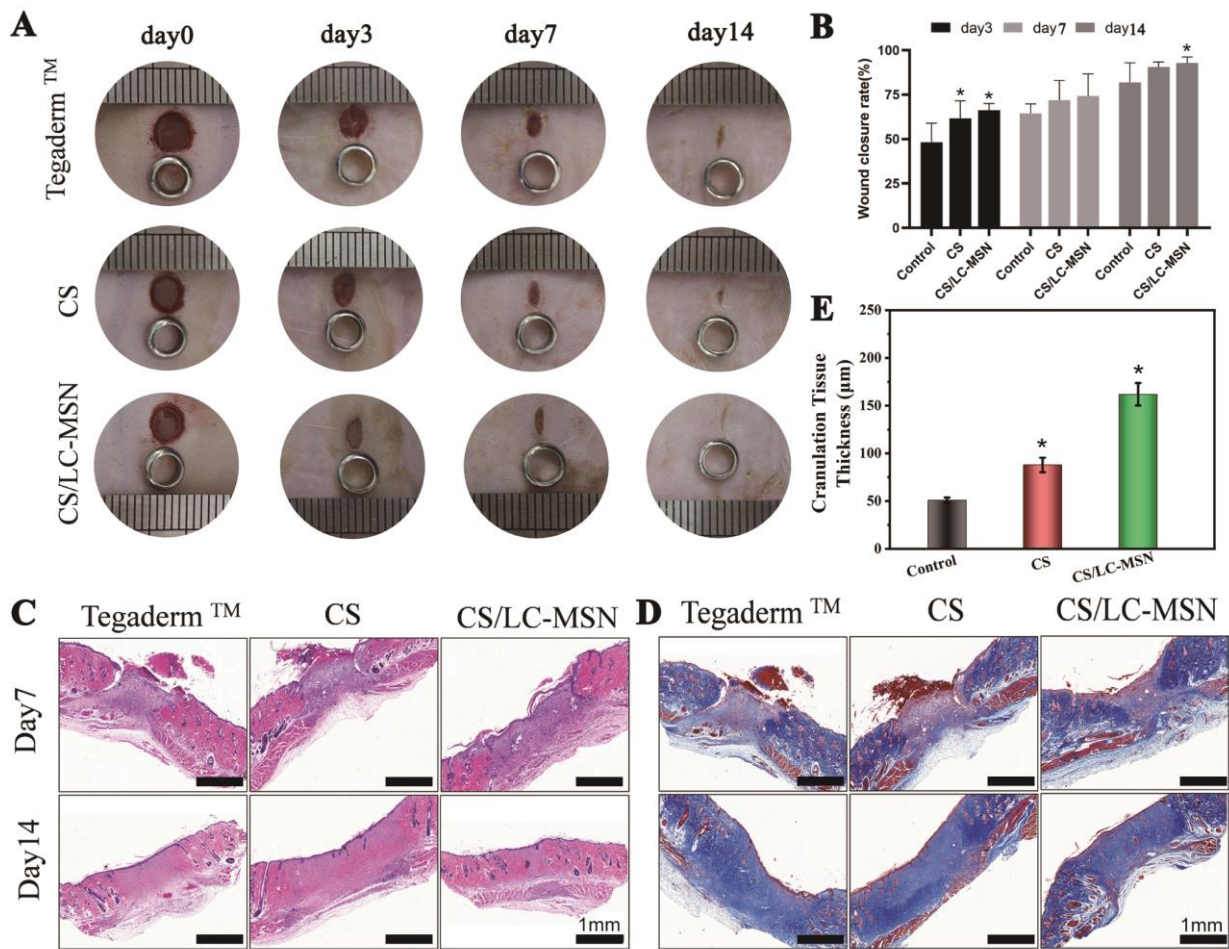 A
day0 day3 day7 day14
Tegaderm ™
CS
CS/LC-MSN
B
day3 day7 day14
Wound closure rate(%)
100
75
50
25
0
* * *
Control CS CS/LC-MSN Control CS CS/LC-MSN Control CS CS/LC-MSN
E
Cranulation Tissue
Thickness (µm)
250
200
150
100
50
0
* *
Control CS CS/LC-MSN
C
Tegaderm ™ CS CS/LC-MSN
Day7
Day14
1mm
D
Tegaderm ™ CS CS/LC-MSN
1mm